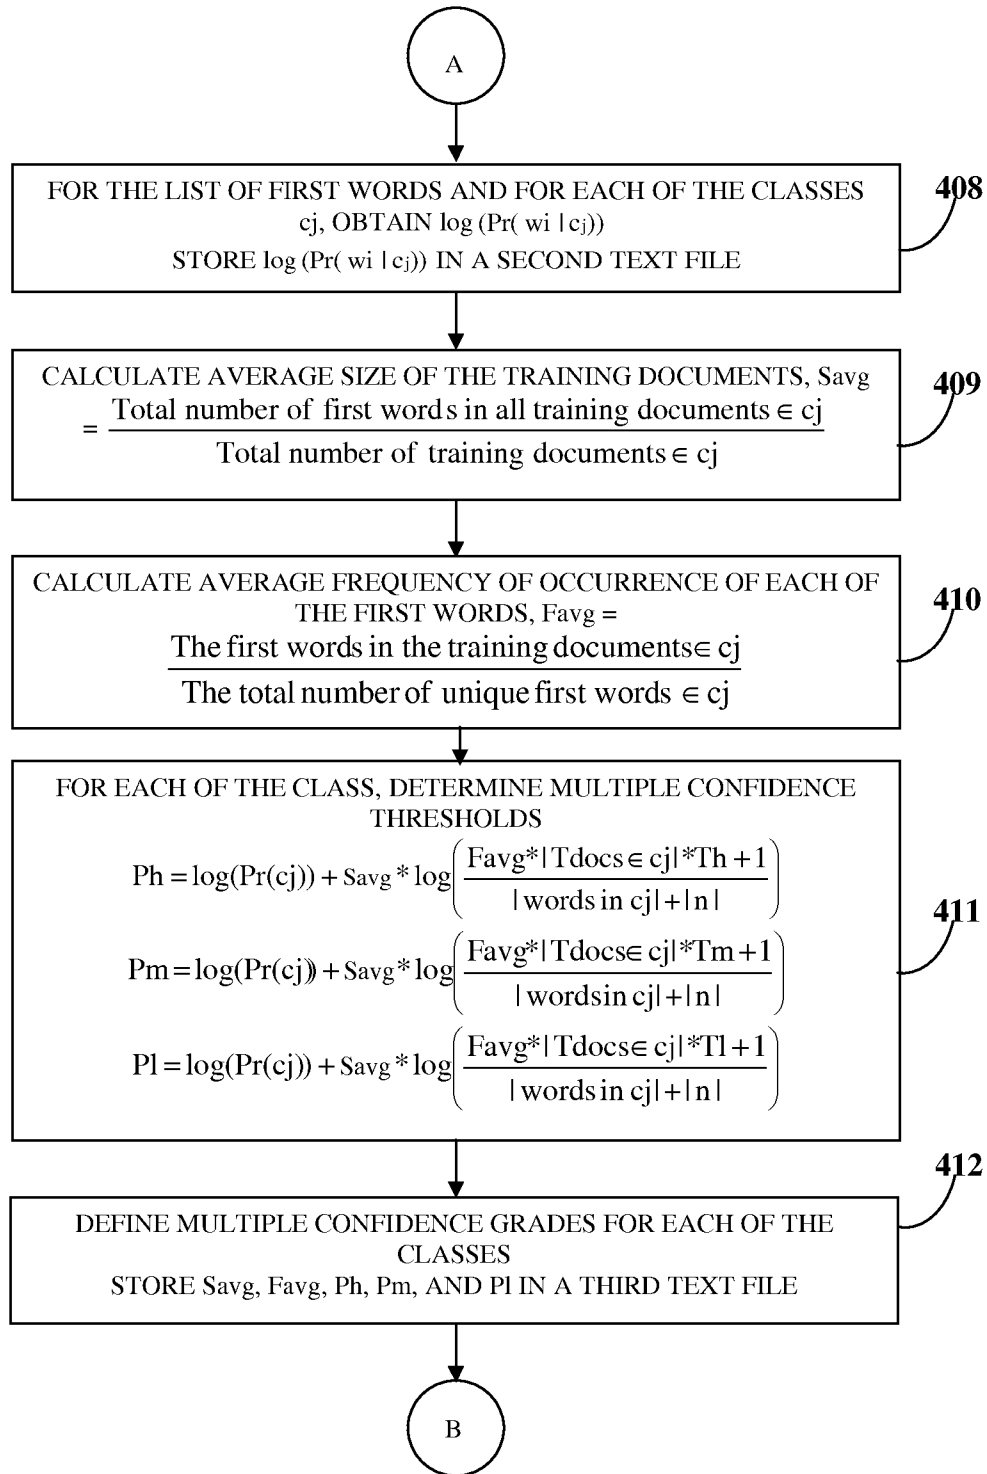 A
FOR THE LIST OF FIRST WORDS AND FOR EACH OF THE CLASSES
cj, OBTAIN log (Pr( wi | cj))
STORE log (Pr( wi | cj)) IN A SECOND TEXT FILE
408
CALCULATE AVERAGE SIZE OF THE TRAINING DOCUMENTS, Savg
= Total number of first words in all training documents ∈ cj
Total number of training documents ∈ cj
409
CALCULATE AVERAGE FREQUENCY OF OCCURRENCE OF EACH OF
THE FIRST WORDS, Favg =
The first words in the training documents ∈ cj
The total number of unique first words ∈ cj
410
FOR EACH OF THE CLASS, DETERMINE MULTIPLE CONFIDENCE
THRESHOLDS
Ph = log(Pr(cj)) + Savg * log( Favg*|Tdocs ∈ cj|*Th + 1
|words in cj| + |n| )
Pm = log(Pr(cj)) + Savg * log( Favg*|Tdocs ∈ cj|*Tm + 1
|words in cj| + |n| )
Pl = log(Pr(cj)) + Savg * log( Favg*|Tdocs ∈ cj|*Tl + 1
|words in cj| + |n| )
411
DEFINE MULTIPLE CONFIDENCE GRADES FOR EACH OF THE
CLASSES
STORE Savg, Favg, Ph, Pm, AND Pl IN A THIRD TEXT FILE
412
B